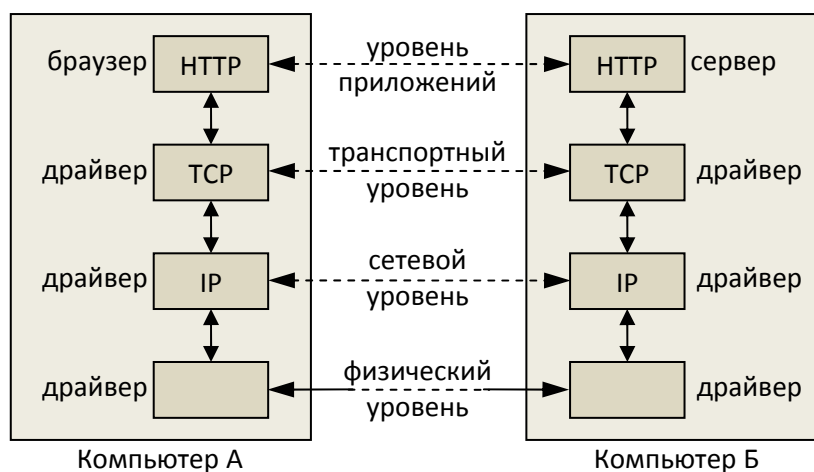 браузер HTTP уровень приложений HTTP сервер
драйвер TCP транспортный уровень TCP драйвер
драйвер IP сетевой уровень IP драйвер
драйвер физический уровень драйвер
Компьютер А Компьютер Б